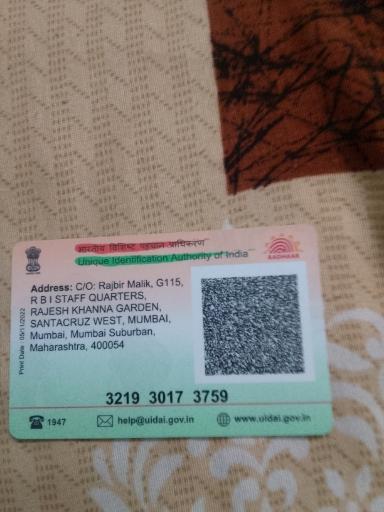 भारतीय विशिष्ट पहचान प्राधिकरण
Unique Identification Authority of India
AADHAAR
Address: C/O: Rajbir Malik, G115,
R B I STAFF QUARTERS,
RAJESH KHANNA GARDEN,
SANTACRUZ WEST, MUMBAI,
Mumbai, Mumbai Suburban,
Maharashtra, 400054
Print Date : 05/11/2022
3219 3017 3759
1947
help@uidai.gov.in
www.uidai.gov.in